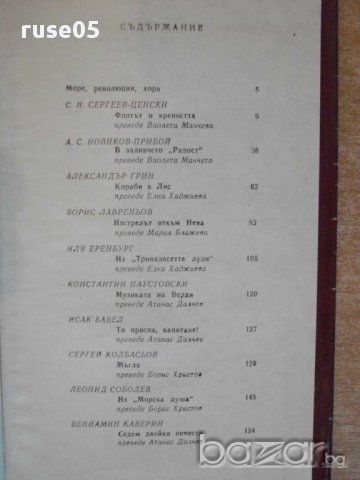 ruse05
СЪДЪРЖАНИЕ
Море, революция, хора 5
С. Н. СЕРГЕЕВ-ЦЕНСКИ
Флотът и крепостта 9
преведе Виолета Манчева
А. С. НОВИКОВ-ПРИБОЙ
В заливчето „Радост“ 36
преведе Виолета Манчева
АЛЕКСАНДЪР ГРИН
Кораби в Лис 62
преведе Елка Хаджиева
БОРИС ЛАВРЕНЬОВ
Изстрелът откъм Нева 83
преведе Мария Ближева
ИЛЯ ЕРЕНБУРГ
Из „Тринадесетте лули“ 105
преведе Елка Хаджиева
КОНСТАНТИН ПАУСТОВСКИ
Музиката на Верди 120
преведе Атанас Далчев
ИСАК БАБЕЛ
Ти проспа, капитане! 127
преведе Атанас Далчев
СЕРГЕЙ КОЛБАСЬОВ
Мъгла 129
преведе Борис Христов
ЛЕОНИД СОБОЛЕВ
Из „Морска душа“ 145
преведе Борис Христов
ВЕНИАМИН КАВЕРИН
Седем двойки нечисти 154
преведе Атанас Далчев
bazar.bg